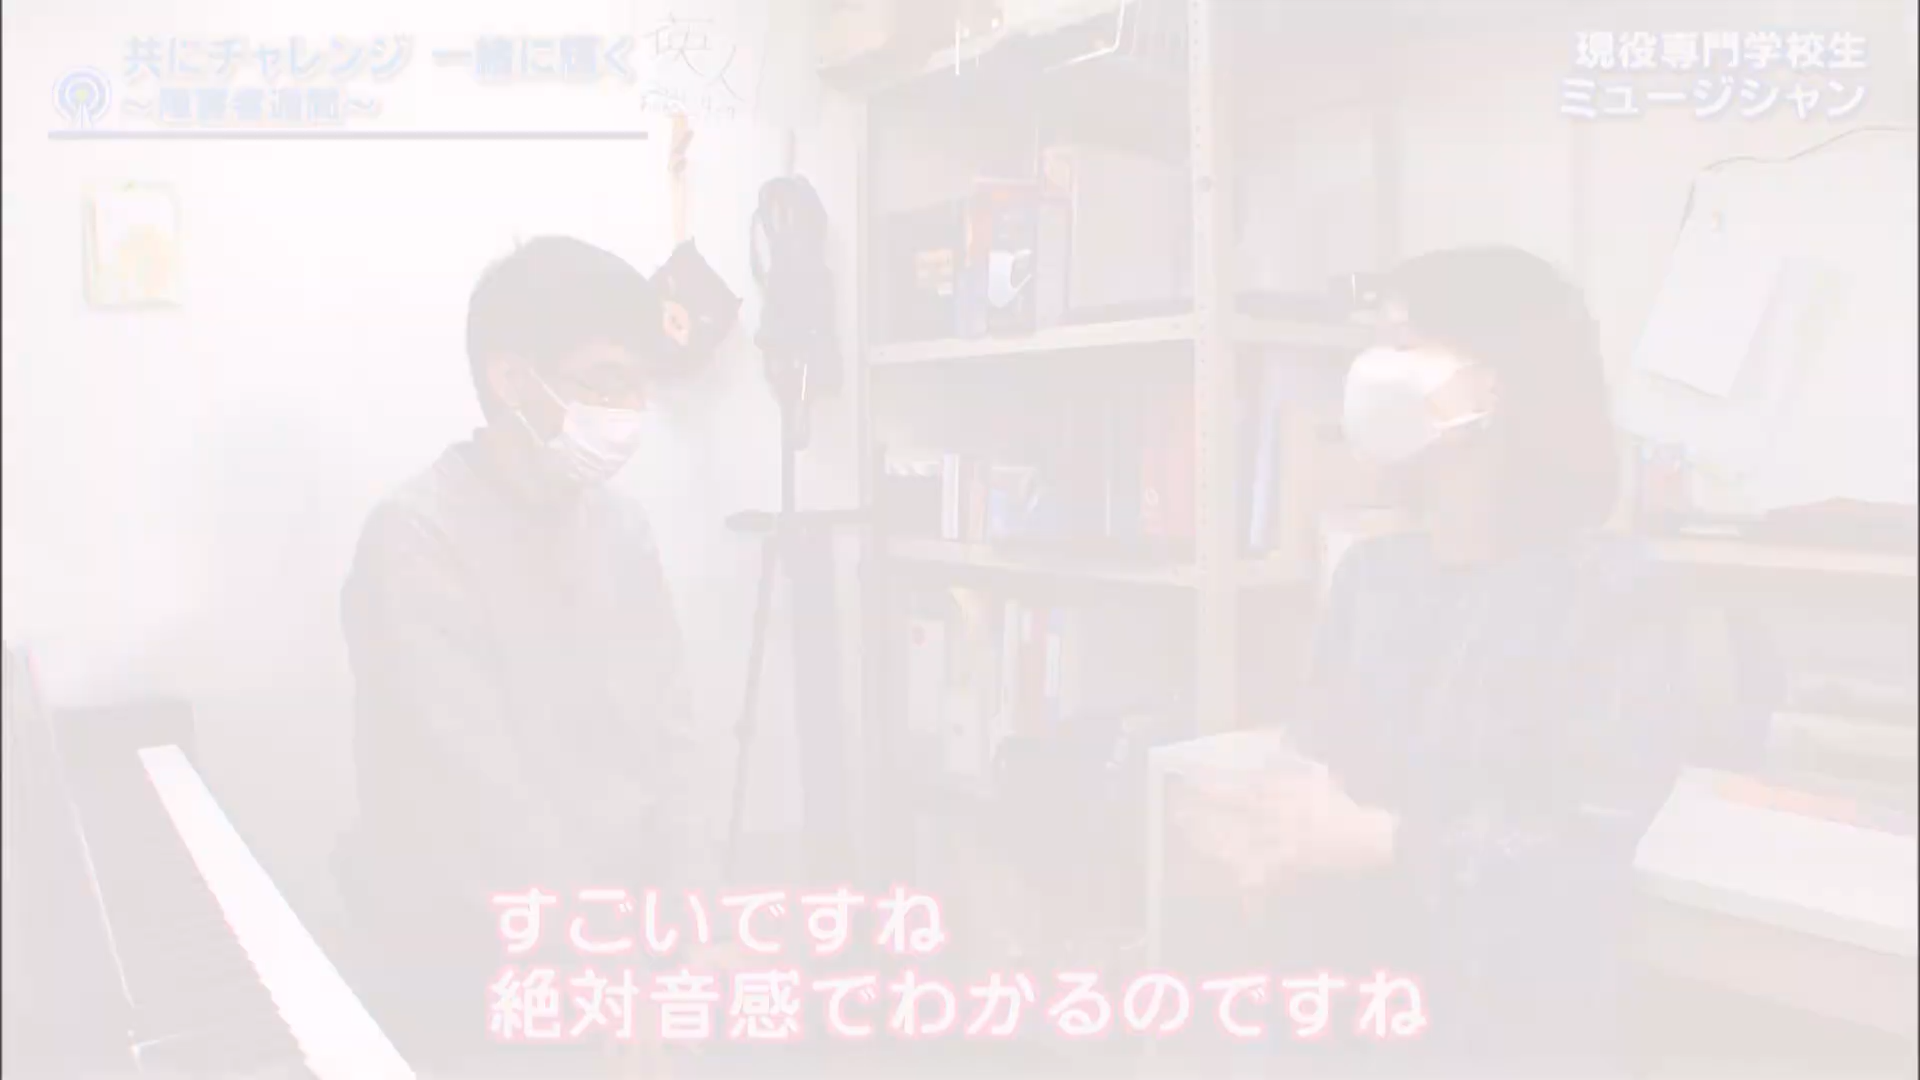 共にチャレンジ 一緒に輝く
~障害者週間~
現役専門学校生
ミュージシャン
すごいですね
絶対音感でわかるのですね